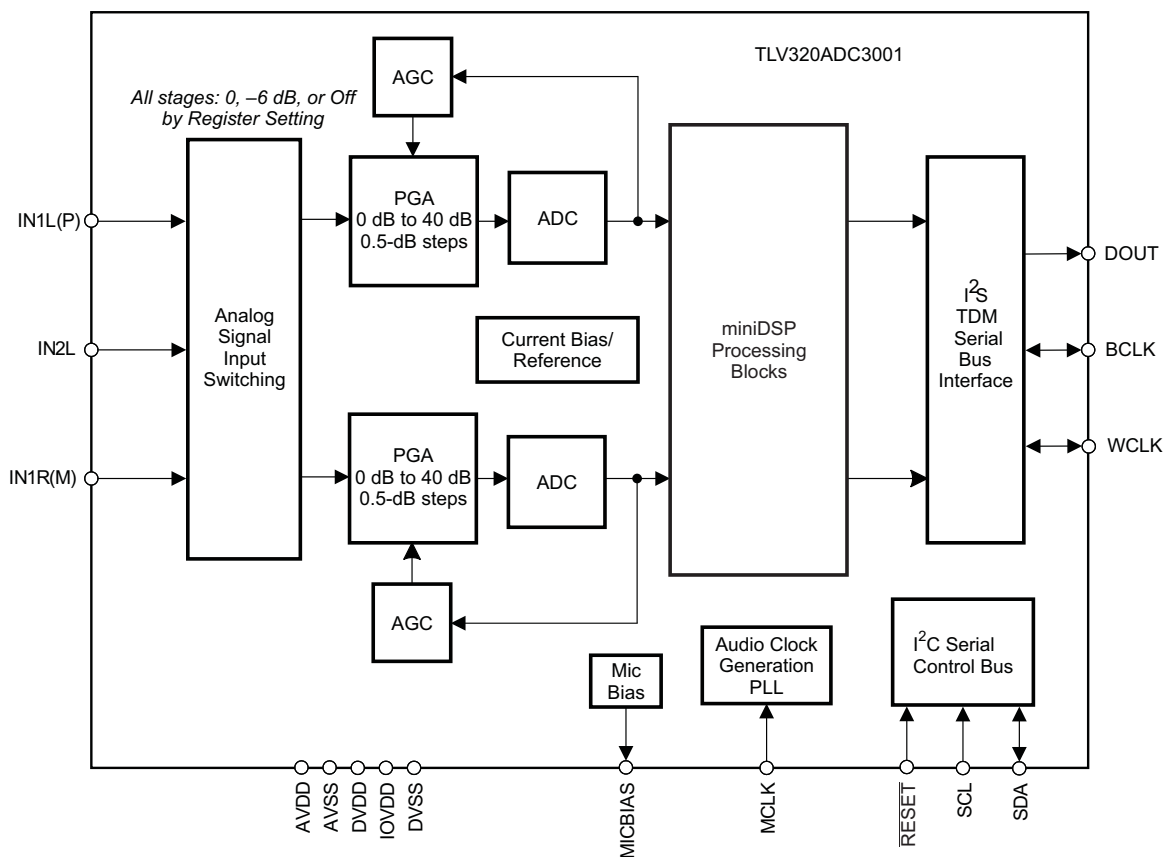 TLV320ADC3001
AGC
All stages: 0, –6 dB, or Off
by Register Setting
PGA
0 dB to 40 dB
0.5-dB steps
ADC
IN1L(P)
IN2L
IN1R(M)
Analog
Signal
Input
Switching
Current Bias/
Reference
miniDSP
Processing
Blocks
I²S
TDM
Serial
Bus
Interface
DOUT
BCLK
WCLK
PGA
0 dB to 40 dB
0.5-dB steps
ADC
AGC
Mic
Bias
Audio Clock
Generation
PLL
I²C Serial
Control Bus
AVDD
AVSS
DVDD
IOVDD
DVSS
MICBIAS
MCLK
RESET
SCL
SDA